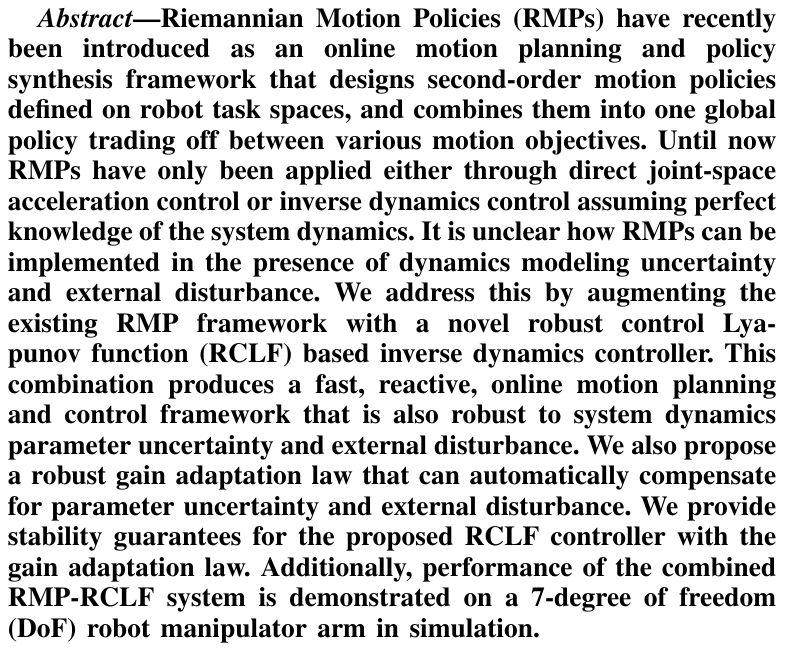 Abstract—Riemannian Motion Policies (RMPs) have recently
been introduced as an online motion planning and policy
synthesis framework that designs second-order motion policies
defined on robot task spaces, and combines them into one global
policy trading off between various motion objectives. Until now
RMPs have only been applied either through direct joint-space
acceleration control or inverse dynamics control assuming perfect
knowledge of the system dynamics. It is unclear how RMPs can be
implemented in the presence of dynamics modeling uncertainty
and external disturbance. We address this by augmenting the
existing RMP framework with a novel robust control Lya-
punov function (RCLF) based inverse dynamics controller. This
combination produces a fast, reactive, online motion planning
and control framework that is also robust to system dynamics
parameter uncertainty and external disturbance. We also propose
a robust gain adaptation law that can automatically compensate
for parameter uncertainty and external disturbance. We provide
stability guarantees for the proposed RCLF controller with the
gain adaptation law. Additionally, performance of the combined
RMP-RCLF system is demonstrated on a 7-degree of freedom
(DoF) robot manipulator arm in simulation.